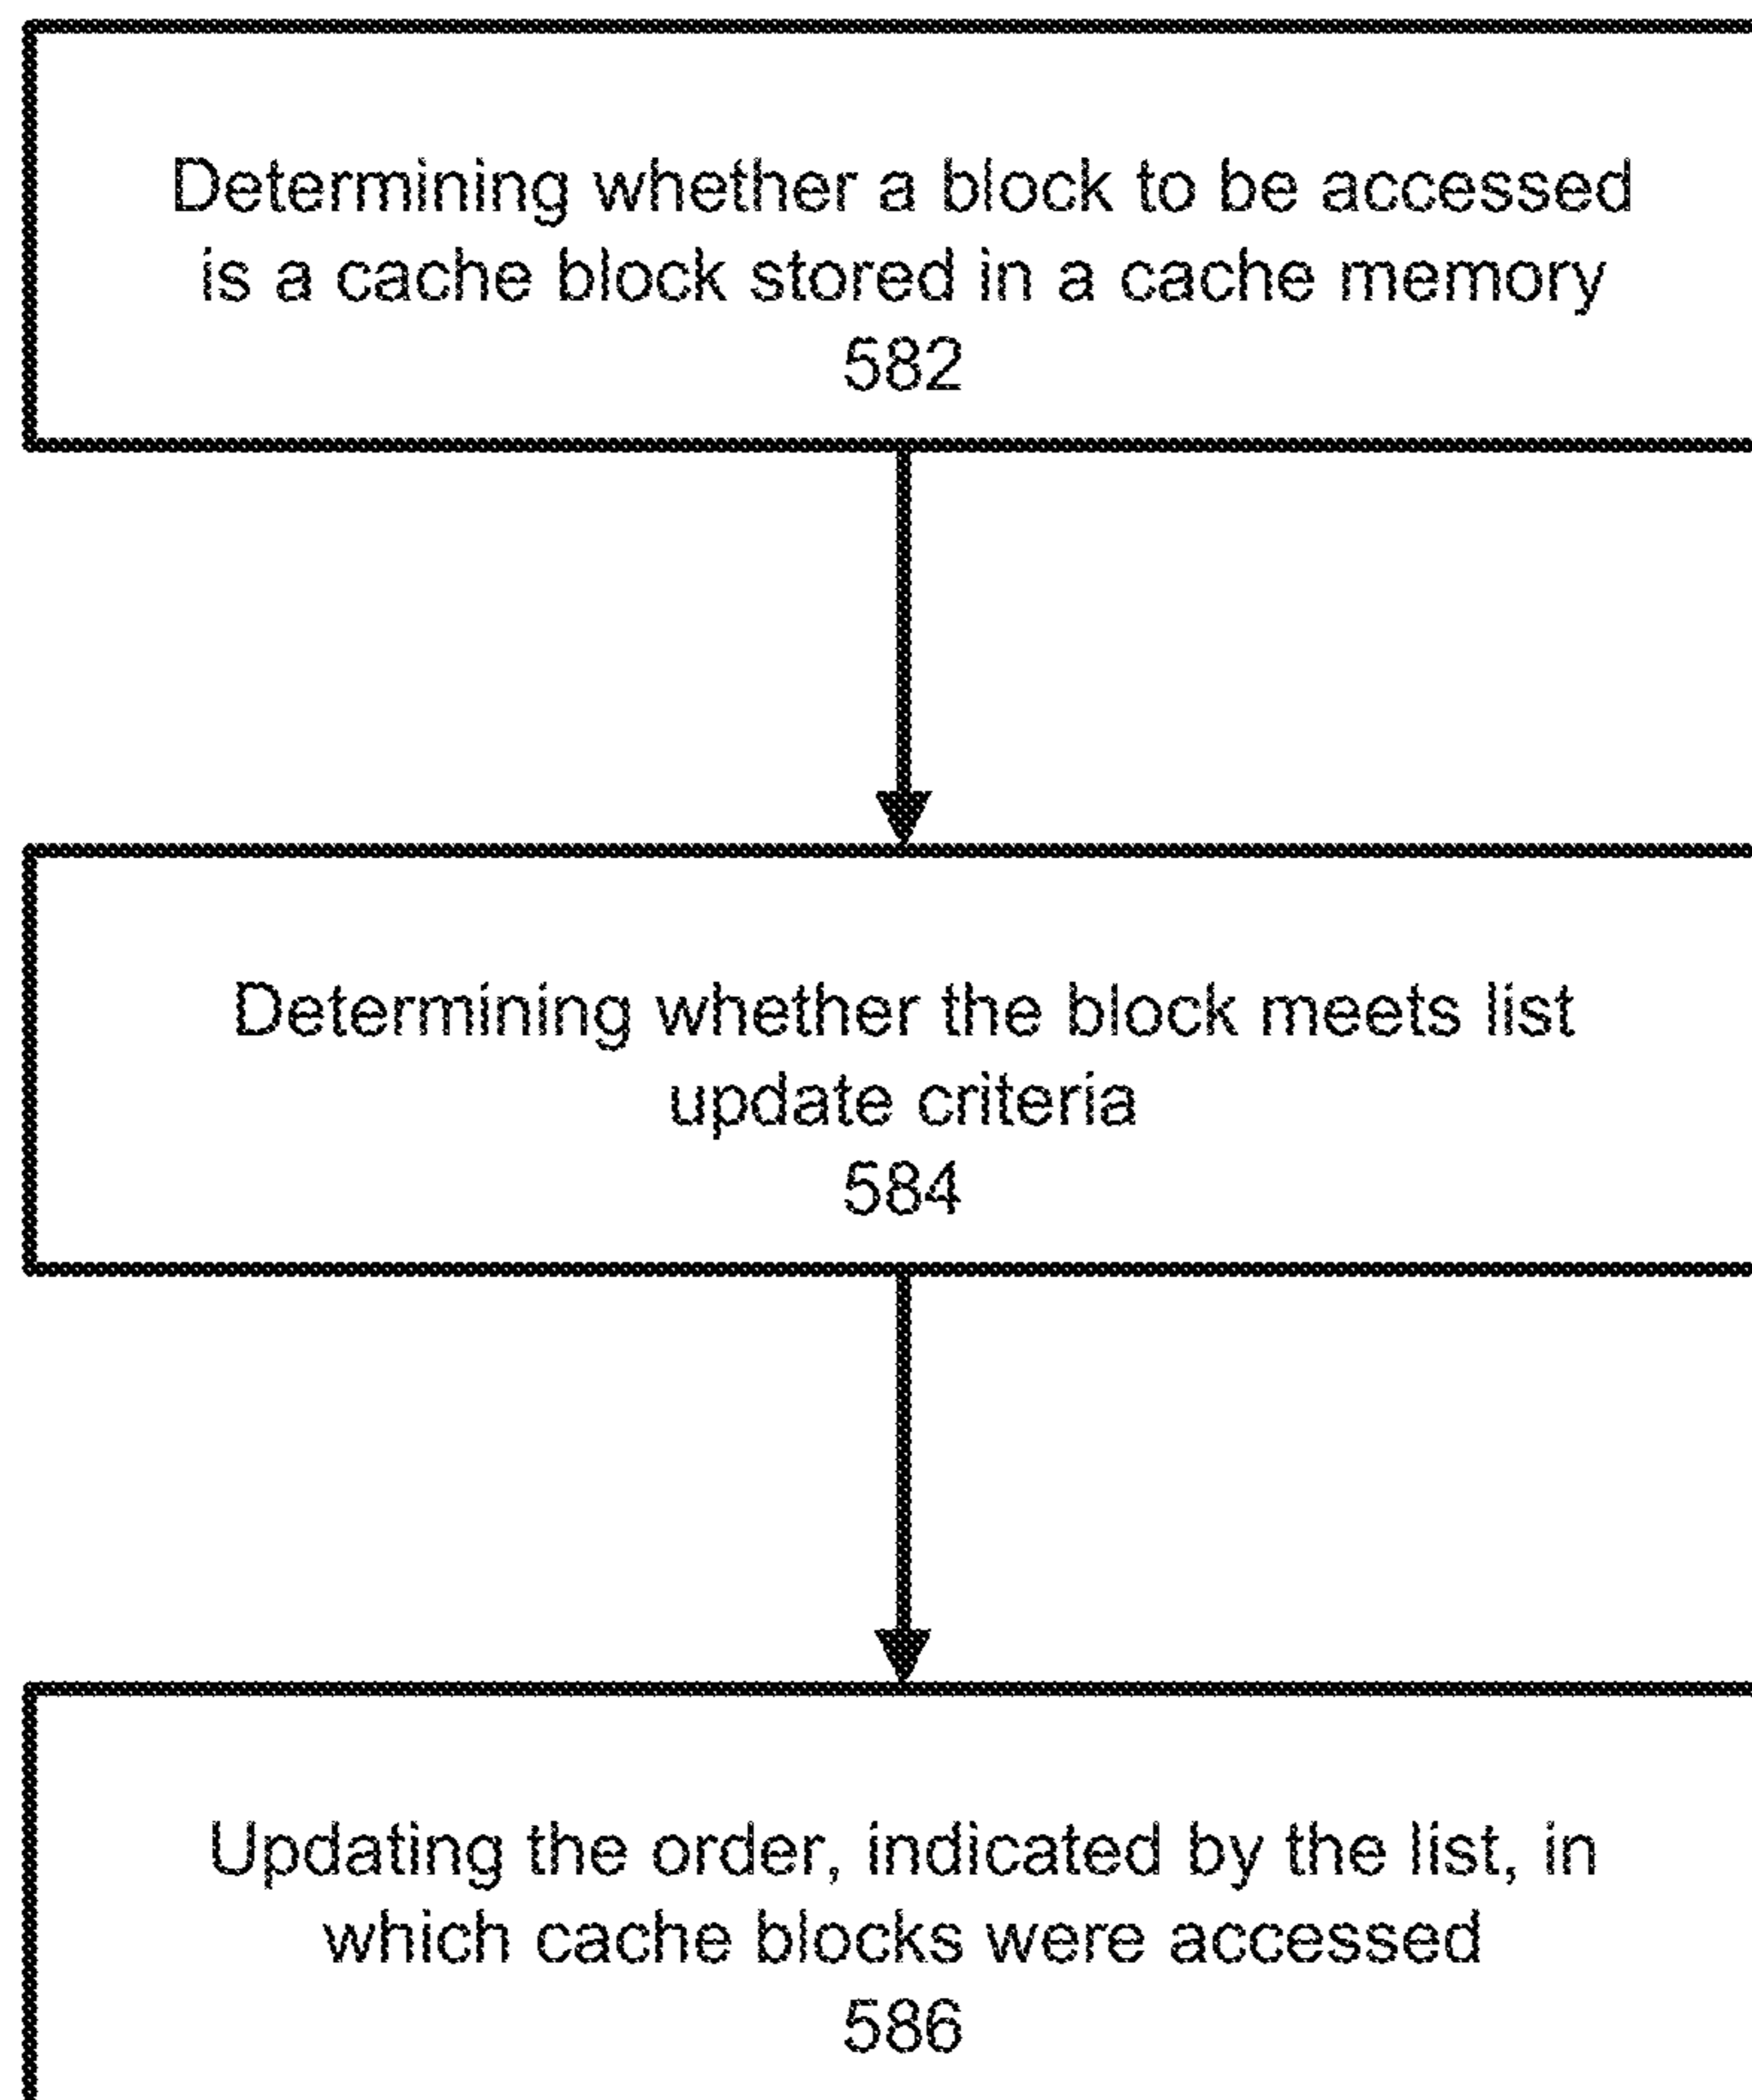 Determining whether a block to be accessed
is a cache block stored in a cache memory
582
Determining whether the block meets list
update criteria
584
Updating the order, indicated by the list, in
which cache blocks were accessed
586